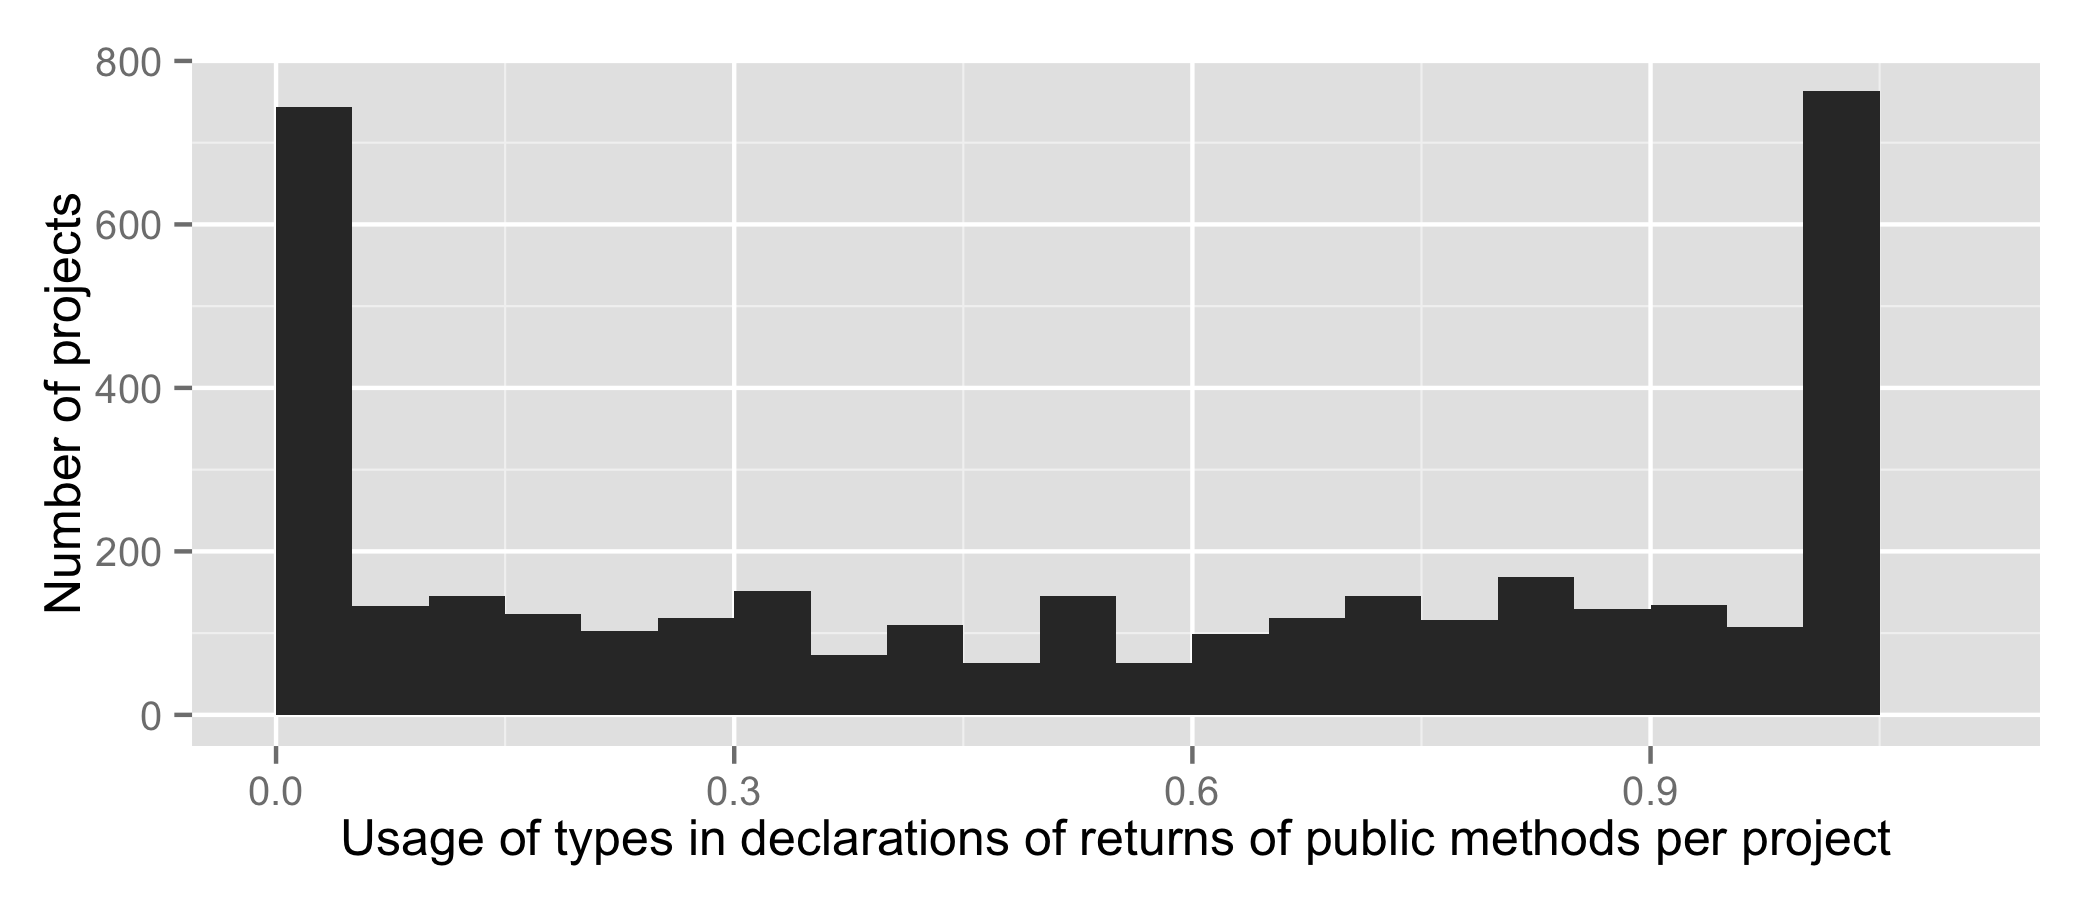 800
600
400
200
0
Number of projects
0.0 0.3 0.6 0.9
Usage of types in declarations of returns of public methods per project